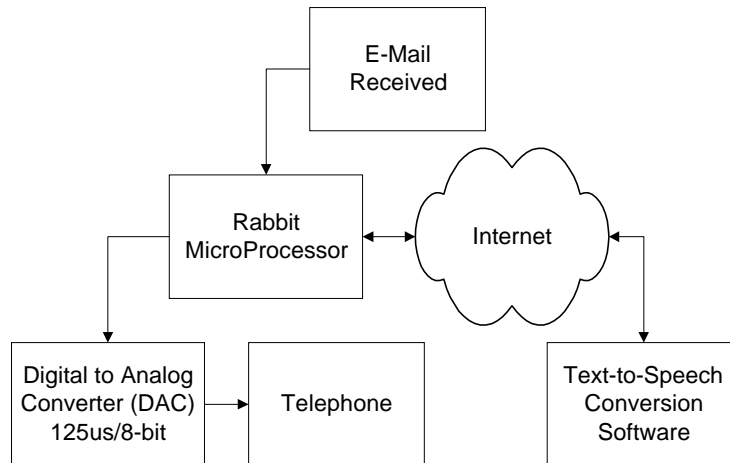 E-Mail
Received
Rabbit
MicroProcessor
Internet
Digital to Analog
Converter (DAC)
125us/8-bit
Telephone
Text-to-Speech
Conversion
Software